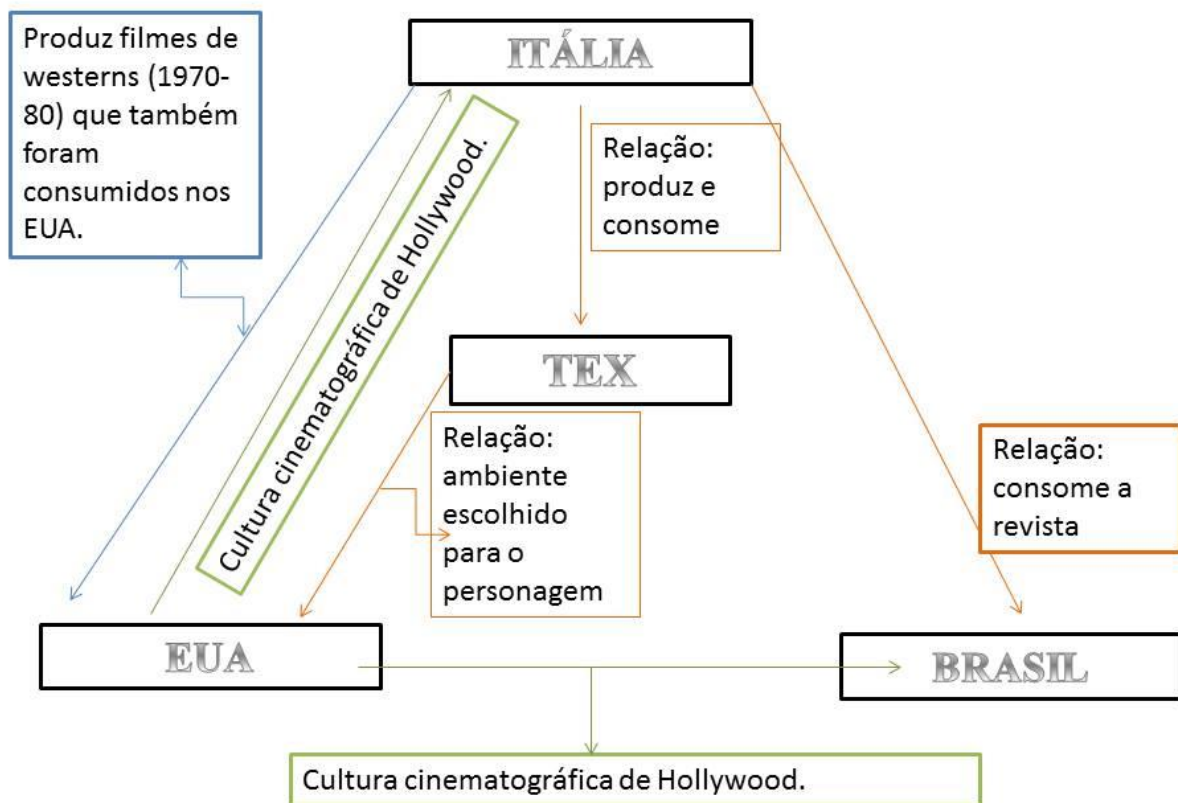 Produz filmes de
westerns (1970-
80) que também
foram
consumidos nos
EUA.
ITÁLIA
Cultura cinematográfica de Hollywood.
Relação:
produz e
consome
TEX
Relação:
ambiente
escolhido
para o
personagem
Relação:
consome a
revista
EUA
BRASIL
Cultura cinematográfica de Hollywood.